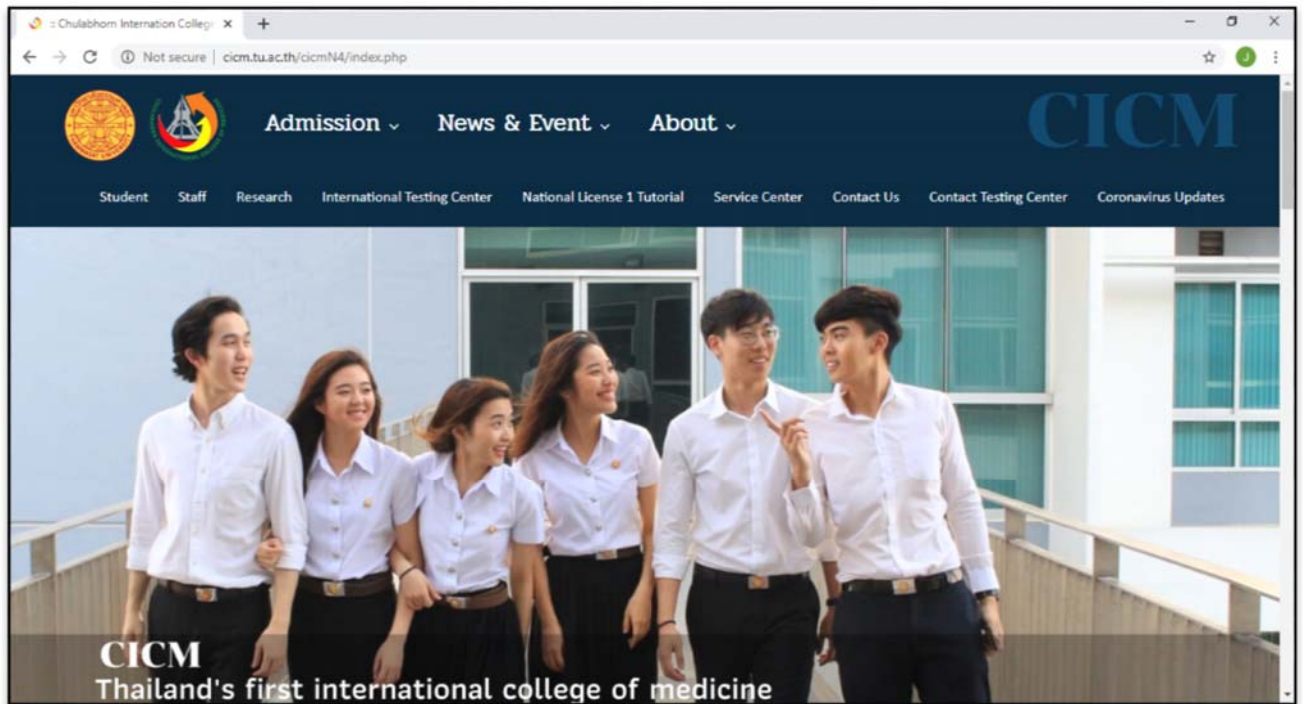 :: Chulabhorn Internation College
Not secure | cicm.tu.ac.th/cicmN4/index.php
J
Admission News & Event About
CICM
Student Staff Research International Testing Center National License 1 Tutorial Service Center Contact Us Contact Testing Center Coronavirus Updates
CICM
Thailand's first international college of medicine